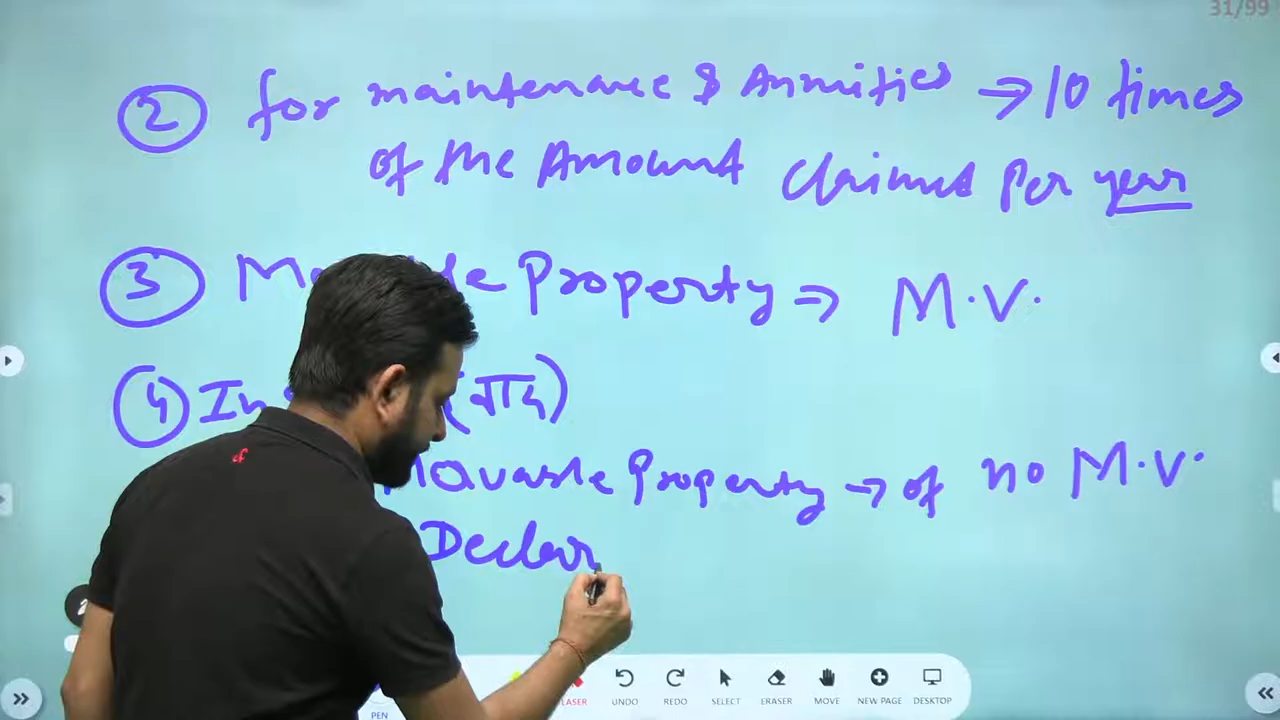 31/99
② for maintenance & Annuities → 10 times
of the Amount claimed Per year
③ Property ⇒ M.V.
④
Movable Property → of no M.V.
Declar
LASER UNDO REDO SELECT ERASER MOVE NEW PAGE DESKTOP
PEN